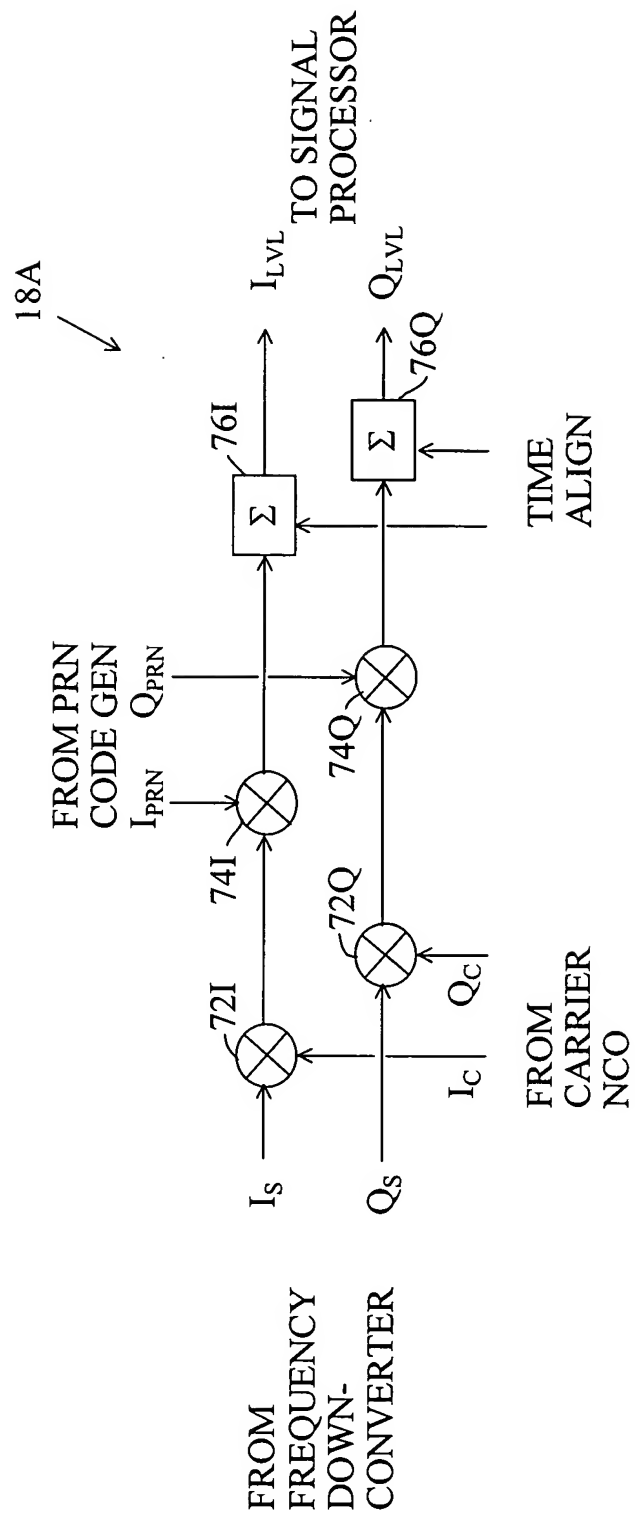 18A
FROM
FREQUENCY
DOWN-
CONVERTER
I_S
Q_S
72I
72Q
I_C
Q_C
FROM
CARRIER
NCO
FROM PRN
CODE GEN
I_PRN
Q_PRN
74I
74Q
76I
Σ
76Q
Σ
TIME
ALIGN
I_LVL
Q_LVL
TO SIGNAL
PROCESSOR